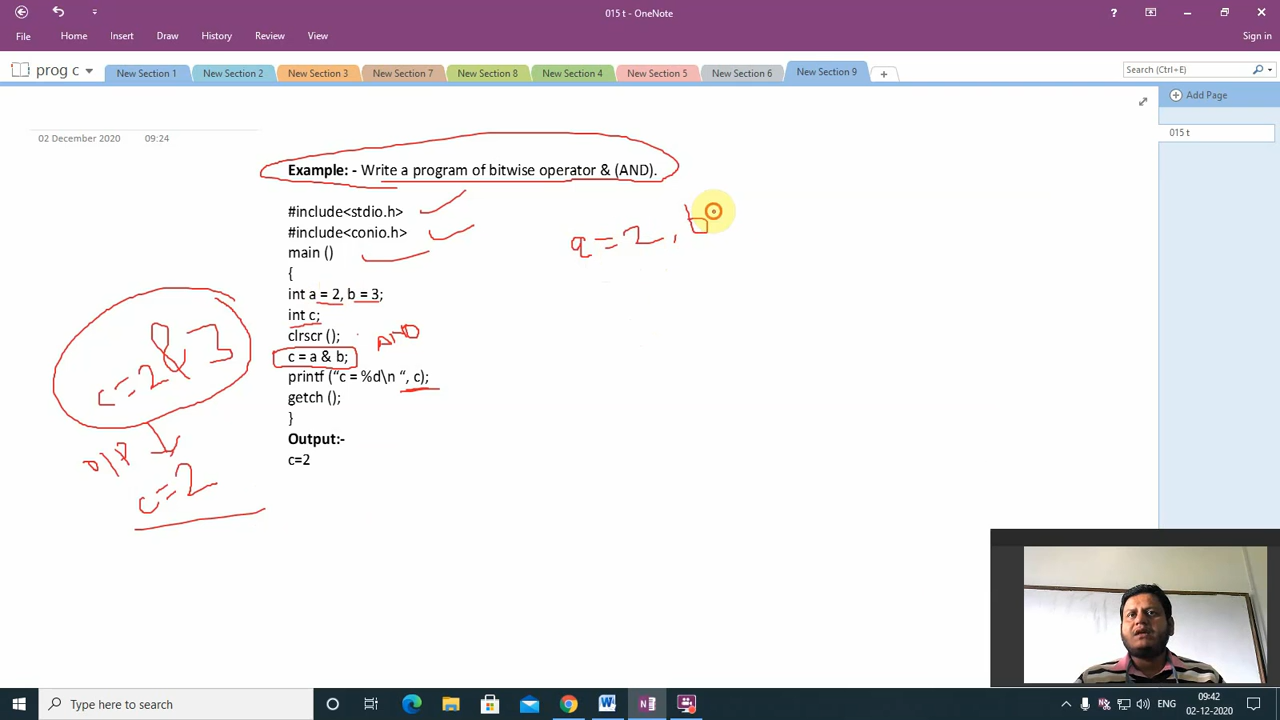 015 t - OneNote
File Home Insert Draw History Review View
Sign in
prog c New Section 1 New Section 2 New Section 3 New Section 7 New Section 8 New Section 4 New Section 5 New Section 6 New Section 9
Search (Ctrl+E)
Add Page
015 t
02 December 2020 09:24
Example: - Write a program of bitwise operator & (AND).
#include<stdio.h>
#include<conio.h>
main ()
{
int a = 2, b = 3;
int c;
clrscr ();
c = a & b;
printf (“c = %d\n “, c);
getch ();
}
Output:-
c=2
a = 2, b
AND
c = 2 & 3
O/P
c = 2
Type here to search
ENG
09:42
02-12-2020